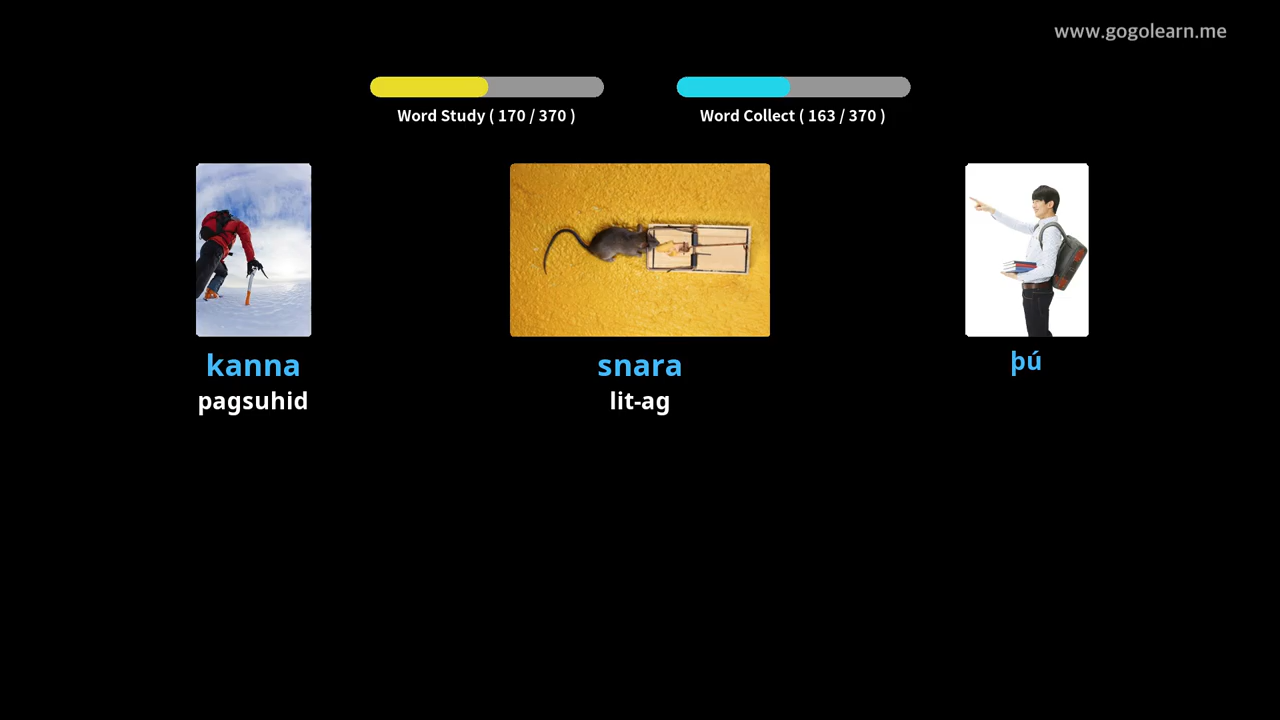 www.gogolearn.me
Word Study ( 170 / 370 )
Word Collect ( 163 / 370 )
kanna
pagsuhid
snara
lit-ag
þú